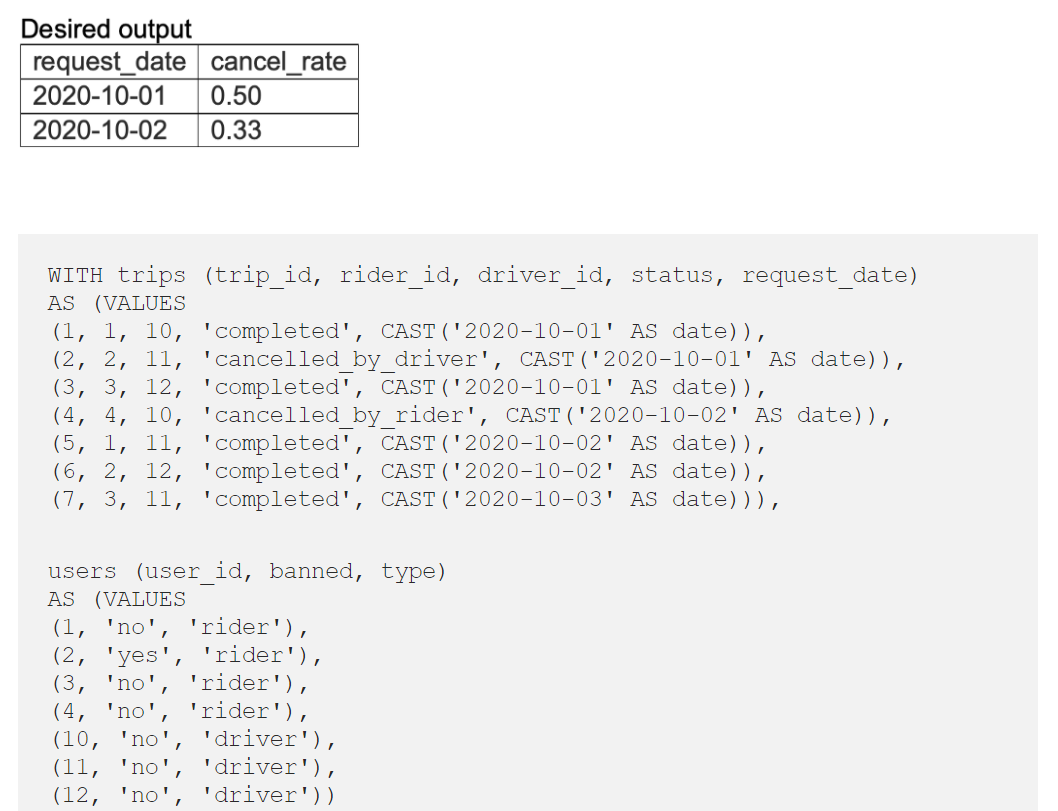 Desired output
request_date cancel_rate
2020-10-01 0.50
2020-10-02 0.33
WITH trips (trip_id, rider_id, driver_id, status, request_date)
AS (VALUES
(1, 1, 10, 'completed', CAST('2020-10-01' AS date)),
(2, 2, 11, 'cancelled_by_driver', CAST('2020-10-01' AS date)),
(3, 3, 12, 'completed', CAST('2020-10-01' AS date)),
(4, 4, 10, 'cancelled_by_rider', CAST('2020-10-02' AS date)),
(5, 1, 11, 'completed', CAST('2020-10-02' AS date)),
(6, 2, 12, 'completed', CAST('2020-10-02' AS date)),
(7, 3, 11, 'completed', CAST('2020-10-03' AS date))),
users (user_id, banned, type)
AS (VALUES
(1, 'no', 'rider'),
(2, 'yes', 'rider'),
(3, 'no', 'rider'),
(4, 'no', 'rider'),
(10, 'no', 'driver'),
(11, 'no', 'driver'),
(12, 'no', 'driver'))